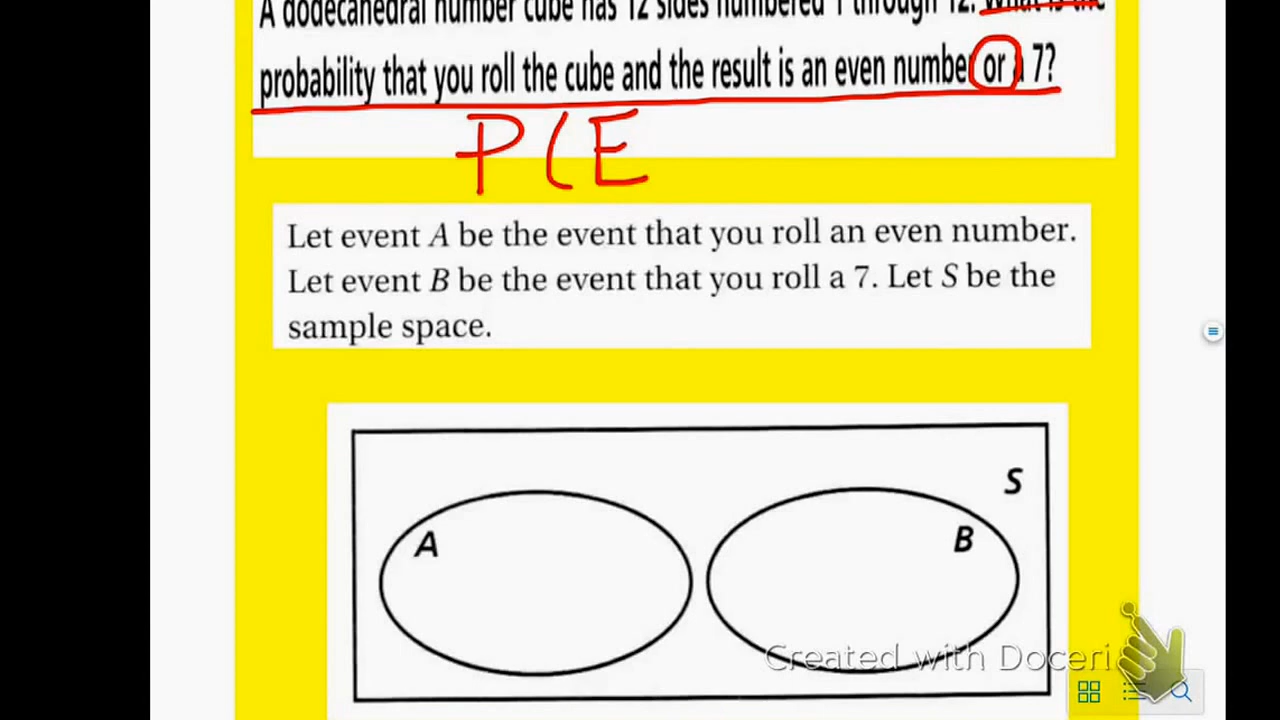 A dodecahedral number cube has 12 sides numbered 1 through 12. What is the
probability that you roll the cube and the result is an even number or a 7?
P(E
Let event A be the event that you roll an even number.
Let event B be the event that you roll a 7. Let S be the
sample space.
S
A
B
Created with Doceri